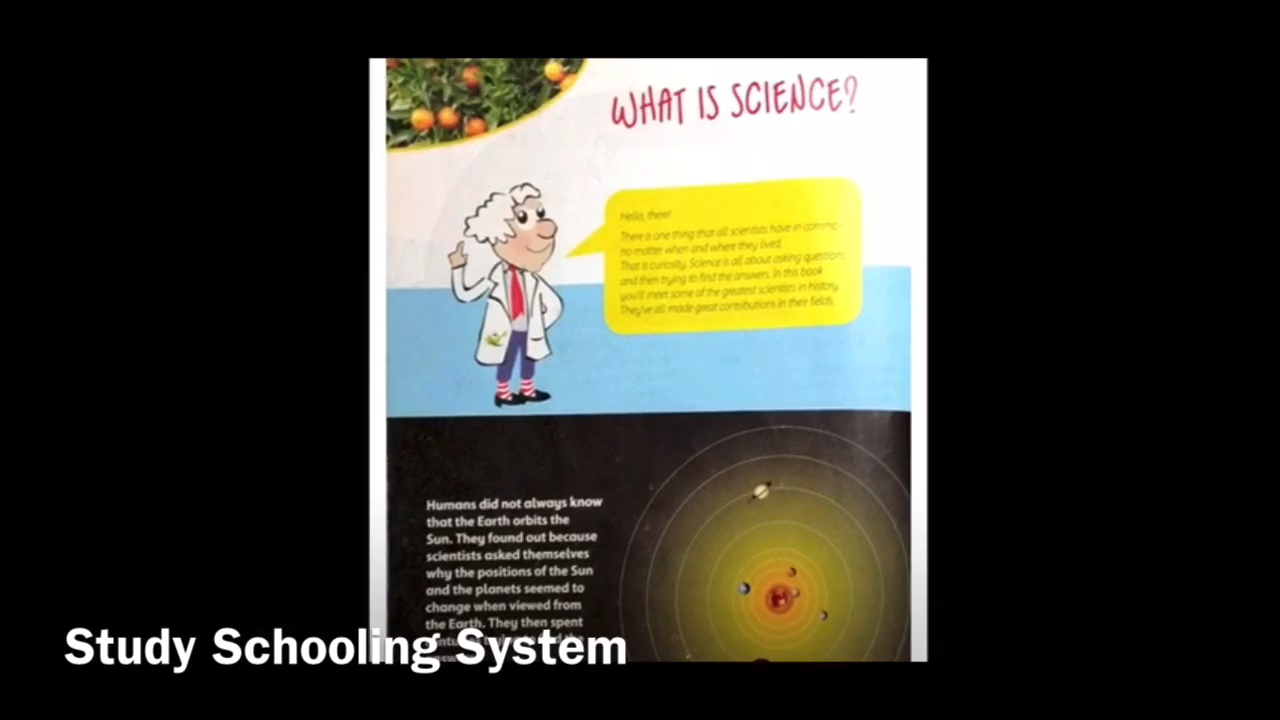 WHAT IS SCIENCE?
Hello, there!
There is one thing that all scientists have in common
no matter when and where they lived.
That is curiosity. Science is all about asking questions
and then trying to find the answers. In this book
you'll meet some of the greatest scientists in history.
They've all made great contributions in their fields.
Humans did not always know
that the Earth orbits the
Sun. They found out because
scientists asked themselves
why the positions of the Sun
and the planets seemed to
change when viewed from
the Earth. They then spent
Study Schooling System